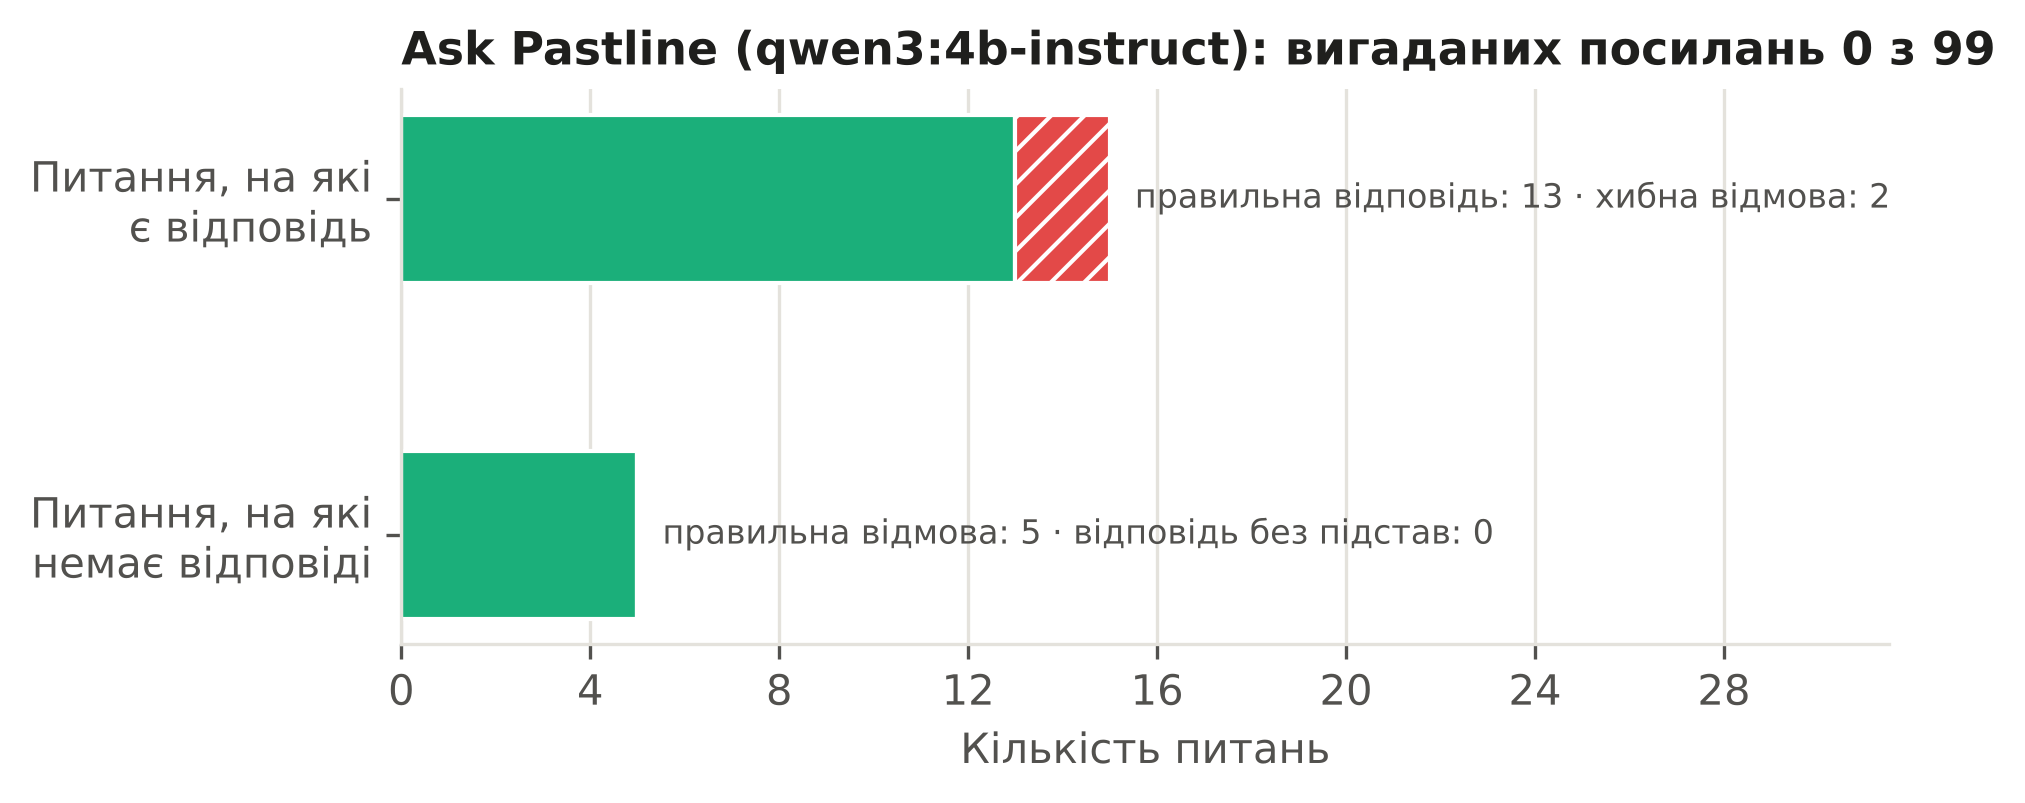 Ask Pastline (qwen3:4b-instruct): вигаданих посилань 0 з 99
Питання, на які
є відповідь
правильна відповідь: 13 · хибна відмова: 2
Питання, на які
немає відповіді
правильна відмова: 5 · відповідь без підстав: 0
0 4 8 12 16 20 24 28
Кількість питань